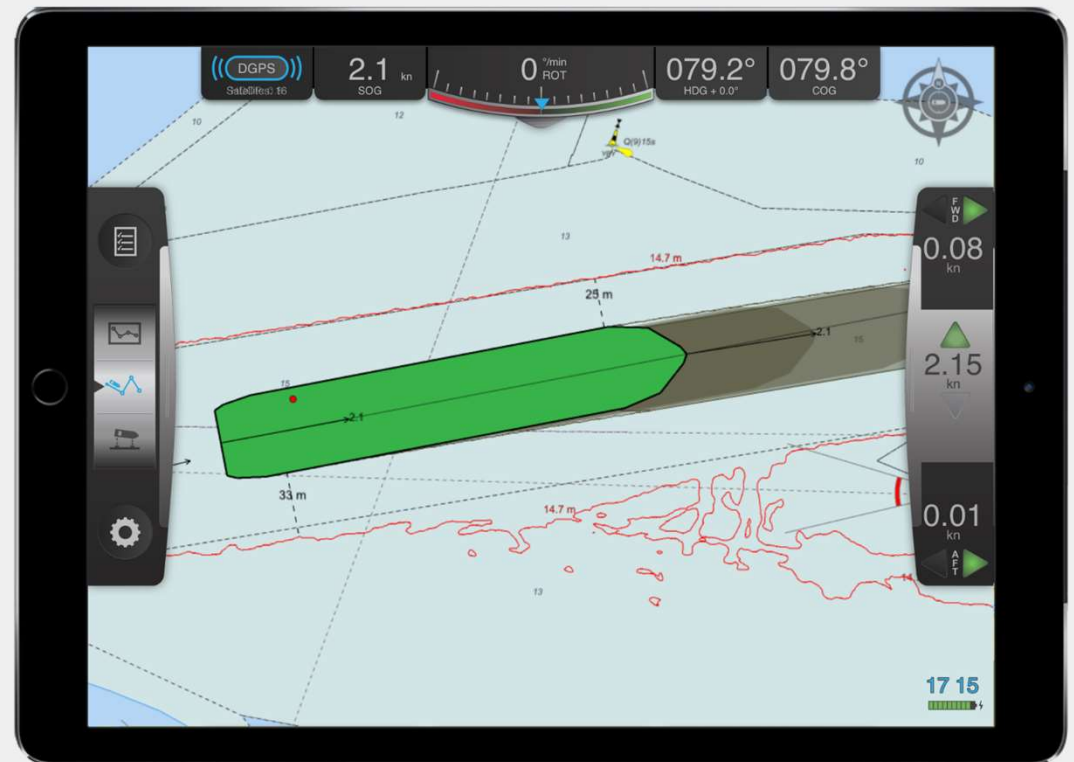 DGPS
2.1 kn
SOG
0 °/min
ROT
079.2°
HDG + 0.0°
079.8°
COG
10
12
Q(9)15s
10
FWD
0.08
kn
13
14.7 m
25 m
2.1
15
2.15
kn
15
2.1
33 m
14.7 m
0.01
kn
AFT
13
14
17 15